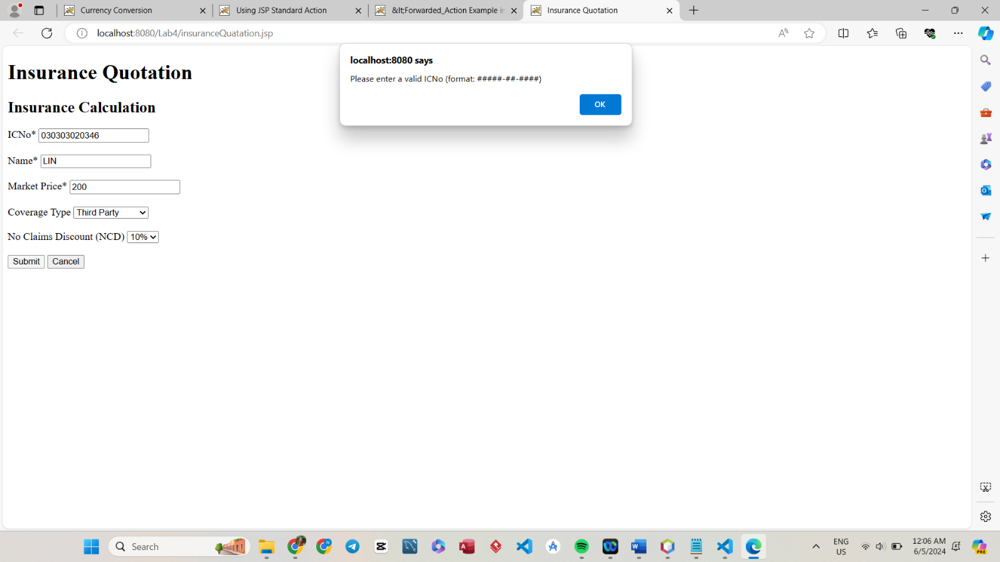 Currency Conversion
Using JSP Standard Action
&lt;Forwarded_Action Example in
Insurance Quotation
localhost:8080/Lab4/insuranceQuatation.jsp
localhost:8080 says
Please enter a valid ICNo (format: #####-##-####)
OK
Insurance Quotation
Insurance Calculation
ICNo* 030303020346
Name* LIN
Market Price* 200
Coverage Type Third Party
No Claims Discount (NCD) 10%
Submit Cancel
Search
ENG
US
12:06 AM
6/5/2024
PRE